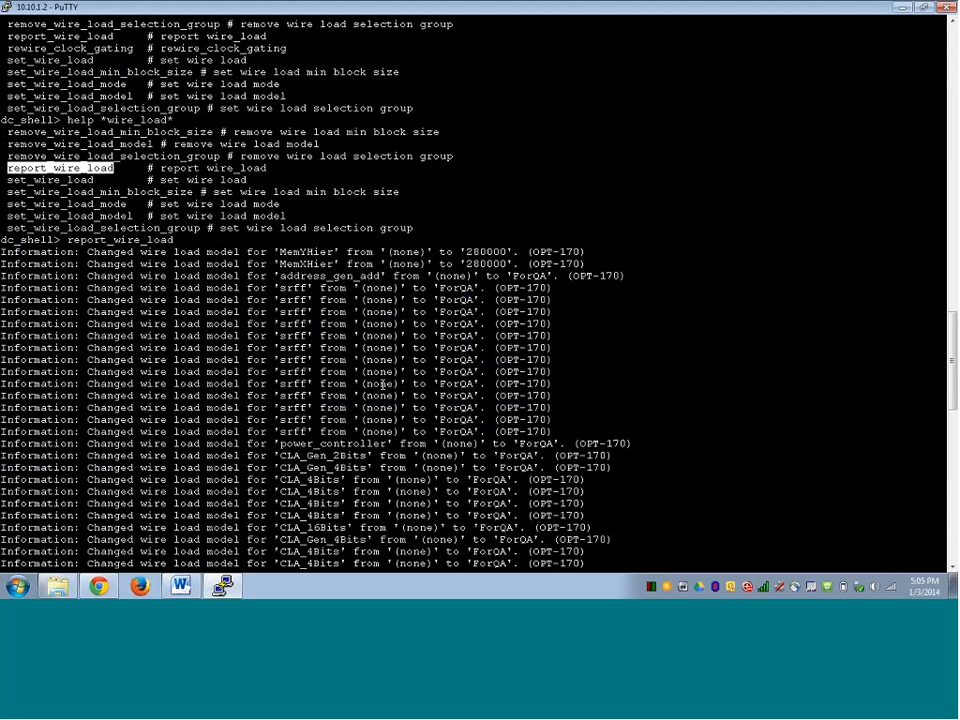 10.10.1.2 - PuTTY
remove_wire_load_selection_group # remove wire load selection group
report_wire_load     # report wire_load
rewire_clock_gating  # rewire_clock_gating
set_wire_load        # set wire load
set_wire_load_min_block_size # set wire load min block size
set_wire_load_mode   # set wire load mode
set_wire_load_model  # set wire load model
set_wire_load_selection_group # set wire load selection group
dc_shell> help *wire_load*
remove_wire_load_min_block_size # remove wire load min block size
remove_wire_load_model # remove wire load model
remove_wire_load_selection_group # remove wire load selection group
report_wire_load     # report wire_load
set_wire_load        # set wire load
set_wire_load_min_block_size # set wire load min block size
set_wire_load_mode   # set wire load mode
set_wire_load_model  # set wire load model
set_wire_load_selection_group # set wire load selection group
dc_shell> report_wire_load
Information: Changed wire load model for 'MemYHier' from '(none)' to '280000'. (OPT-170)
Information: Changed wire load model for 'MemXHier' from '(none)' to '280000'. (OPT-170)
Information: Changed wire load model for 'address_gen_add' from '(none)' to 'ForQA'. (OPT-170)
Information: Changed wire load model for 'srff' from '(none)' to 'ForQA'. (OPT-170)
Information: Changed wire load model for 'srff' from '(none)' to 'ForQA'. (OPT-170)
Information: Changed wire load model for 'srff' from '(none)' to 'ForQA'. (OPT-170)
Information: Changed wire load model for 'srff' from '(none)' to 'ForQA'. (OPT-170)
Information: Changed wire load model for 'srff' from '(none)' to 'ForQA'. (OPT-170)
Information: Changed wire load model for 'srff' from '(none)' to 'ForQA'. (OPT-170)
Information: Changed wire load model for 'srff' from '(none)' to 'ForQA'. (OPT-170)
Information: Changed wire load model for 'srff' from '(none)' to 'ForQA'. (OPT-170)
Information: Changed wire load model for 'srff' from '(none)' to 'ForQA'. (OPT-170)
Information: Changed wire load model for 'srff' from '(none)' to 'ForQA'. (OPT-170)
Information: Changed wire load model for 'srff' from '(none)' to 'ForQA'. (OPT-170)
Information: Changed wire load model for 'srff' from '(none)' to 'ForQA'. (OPT-170)
Information: Changed wire load model for 'srff' from '(none)' to 'ForQA'. (OPT-170)
Information: Changed wire load model for 'power_controller' from '(none)' to 'ForQA'. (OPT-170)
Information: Changed wire load model for 'CLA_Gen_2Bits' from '(none)' to 'ForQA'. (OPT-170)
Information: Changed wire load model for 'CLA_Gen_4Bits' from '(none)' to 'ForQA'. (OPT-170)
Information: Changed wire load model for 'CLA_4Bits' from '(none)' to 'ForQA'. (OPT-170)
Information: Changed wire load model for 'CLA_4Bits' from '(none)' to 'ForQA'. (OPT-170)
Information: Changed wire load model for 'CLA_4Bits' from '(none)' to 'ForQA'. (OPT-170)
Information: Changed wire load model for 'CLA_4Bits' from '(none)' to 'ForQA'. (OPT-170)
Information: Changed wire load model for 'CLA_16Bits' from '(none)' to 'ForQA'. (OPT-170)
Information: Changed wire load model for 'CLA_Gen_4Bits' from '(none)' to 'ForQA'. (OPT-170)
Information: Changed wire load model for 'CLA_4Bits' from '(none)' to 'ForQA'. (OPT-170)
Information: Changed wire load model for 'CLA_4Bits' from '(none)' to 'ForQA'. (OPT-170)
5:05 PM
1/3/2014